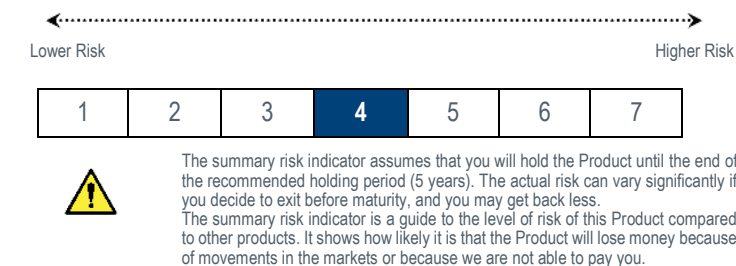 Lower Risk Higher Risk
1 2 3 4 5 6 7
The summary risk indicator assumes that you will hold the Product until the end of
the recommended holding period (5 years). The actual risk can vary significantly if
you decide to exit before maturity, and you may get back less.
The summary risk indicator is a guide to the level of risk of this Product compared
to other products. It shows how likely it is that the Product will lose money because
of movements in the markets or because we are not able to pay you.